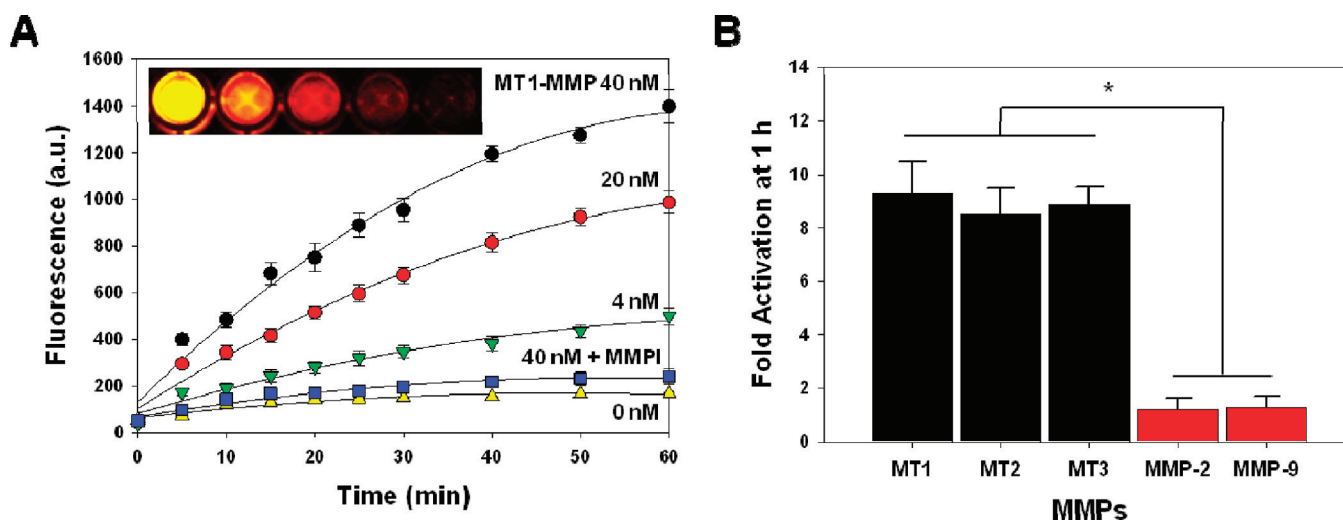 A
1600
1400
1200
1000
800
600
400
200
0
Fluorescence (a.u.)
MT1-MMP 40 nM
20 nM
4 nM
40 nM + MMPI
0 nM
0 10 20 30 40 50 60
Time (min)
B
14
12
10
8
6
4
2
0
Fold Activation at 1 h
*
MT1 MT2 MT3 MMP-2 MMP-9
MMPs